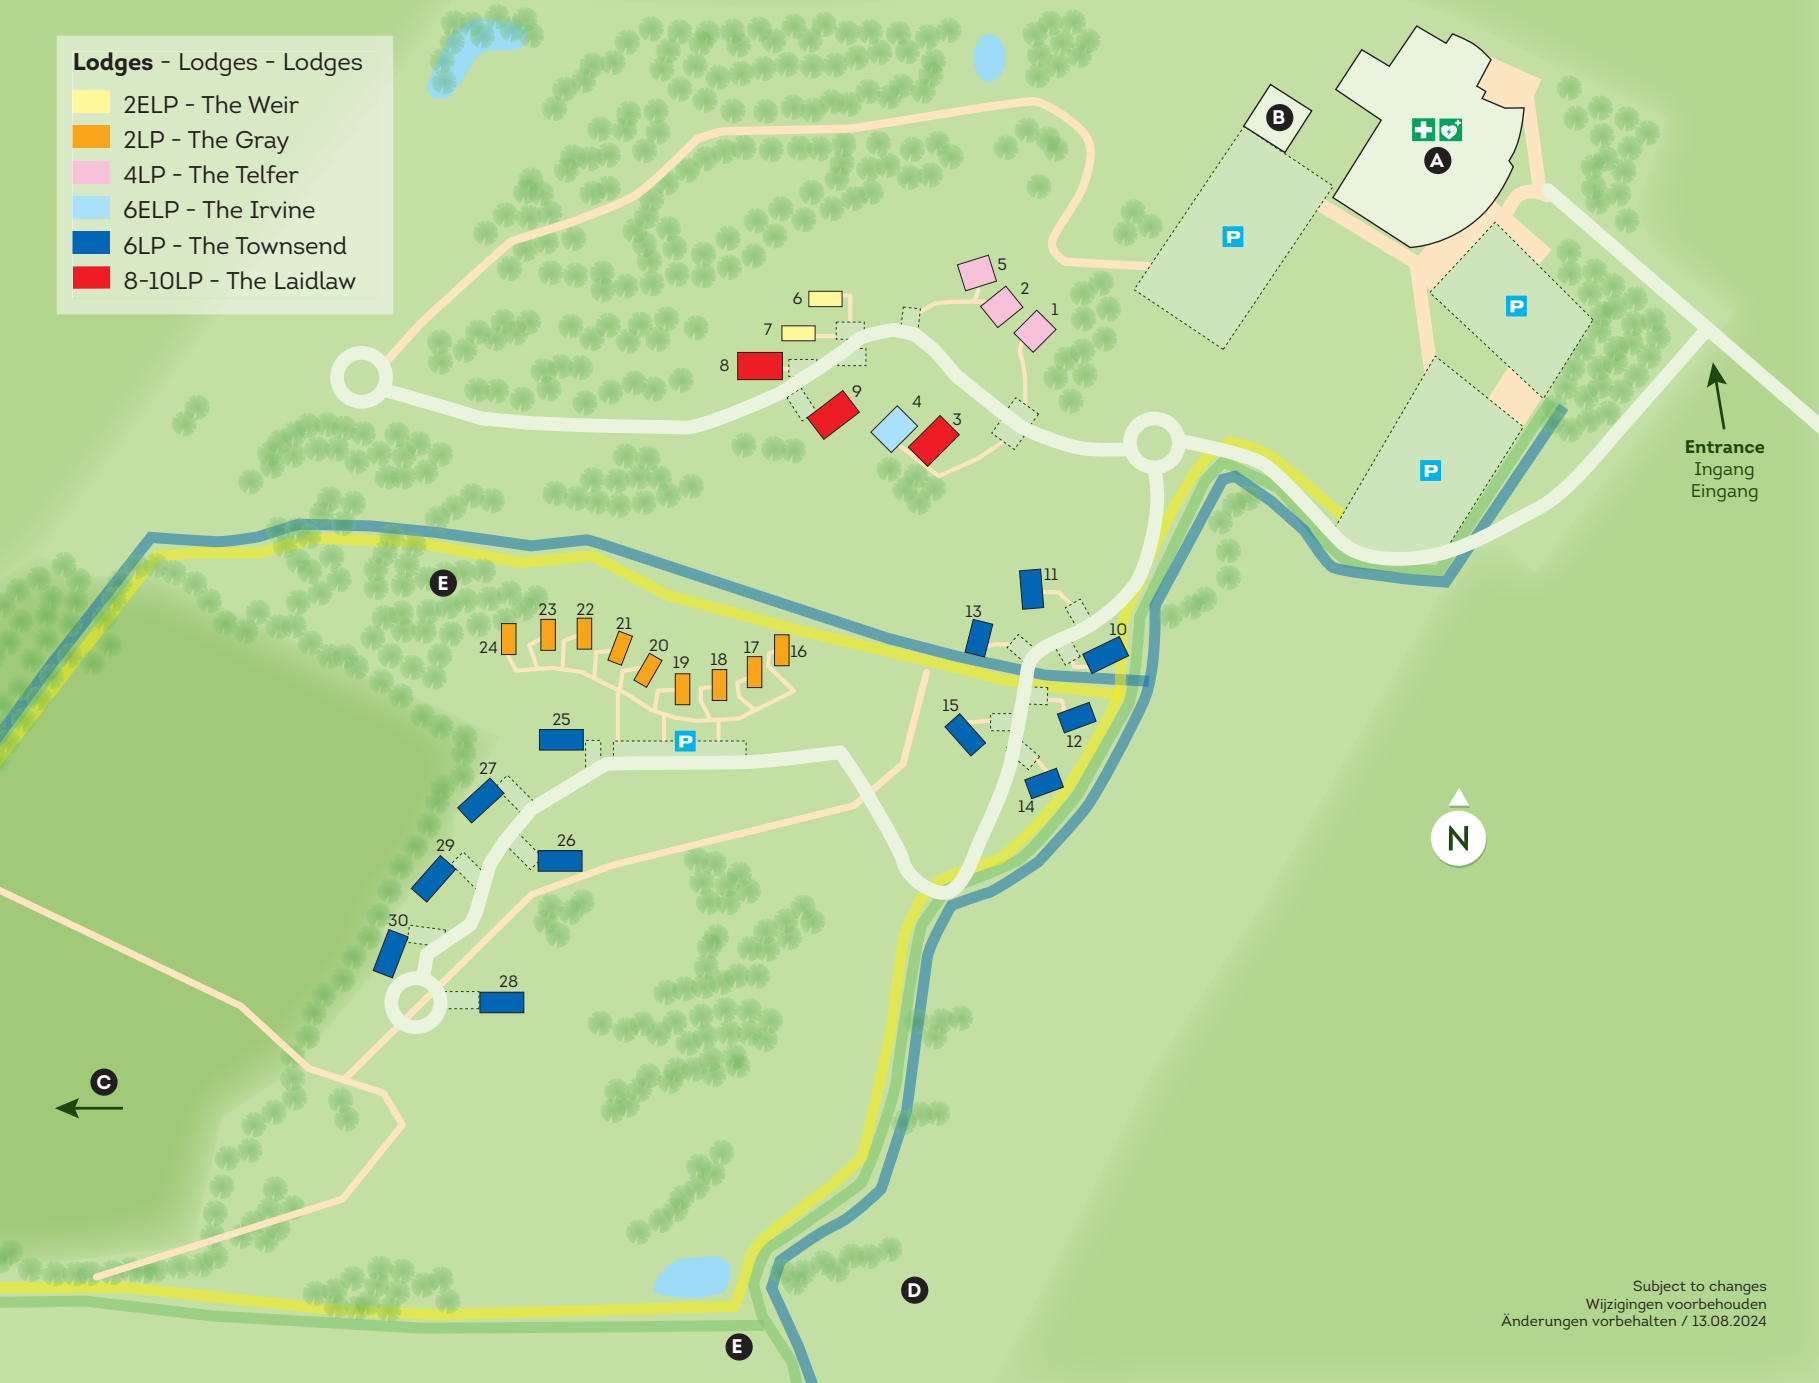 Lodges - Lodges - Lodges
2ELP - The Weir
2LP - The Gray
4LP - The Telfer
6ELP - The Irvine
6LP - The Townsend
8-10LP - The Laidlaw
B
A
P
P
P
5
2
1
6
7
8
9
4
3
Entrance
Ingang
Eingang
E
11
10
13
12
15
14
24
23
22
21
20
19
18
17
16
P
25
27
26
29
30
28
N
C
D
E
Subject to changes
Wijzigingen voorbehouden
Änderungen vorbehalten / 13.08.2024